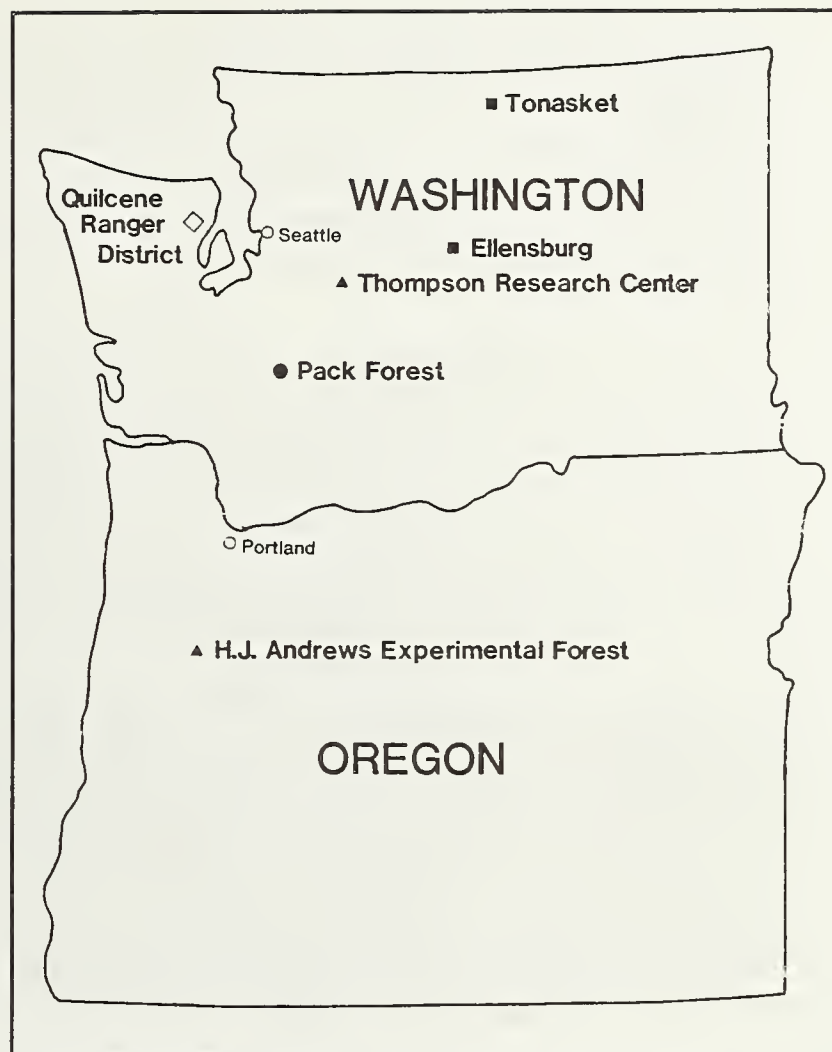 Tonasket
WASHINGTON
Quilcene
Ranger
District
Seattle
Ellensburg
Thompson Research Center
Pack Forest
Portland
H.J. Andrews Experimental Forest
OREGON